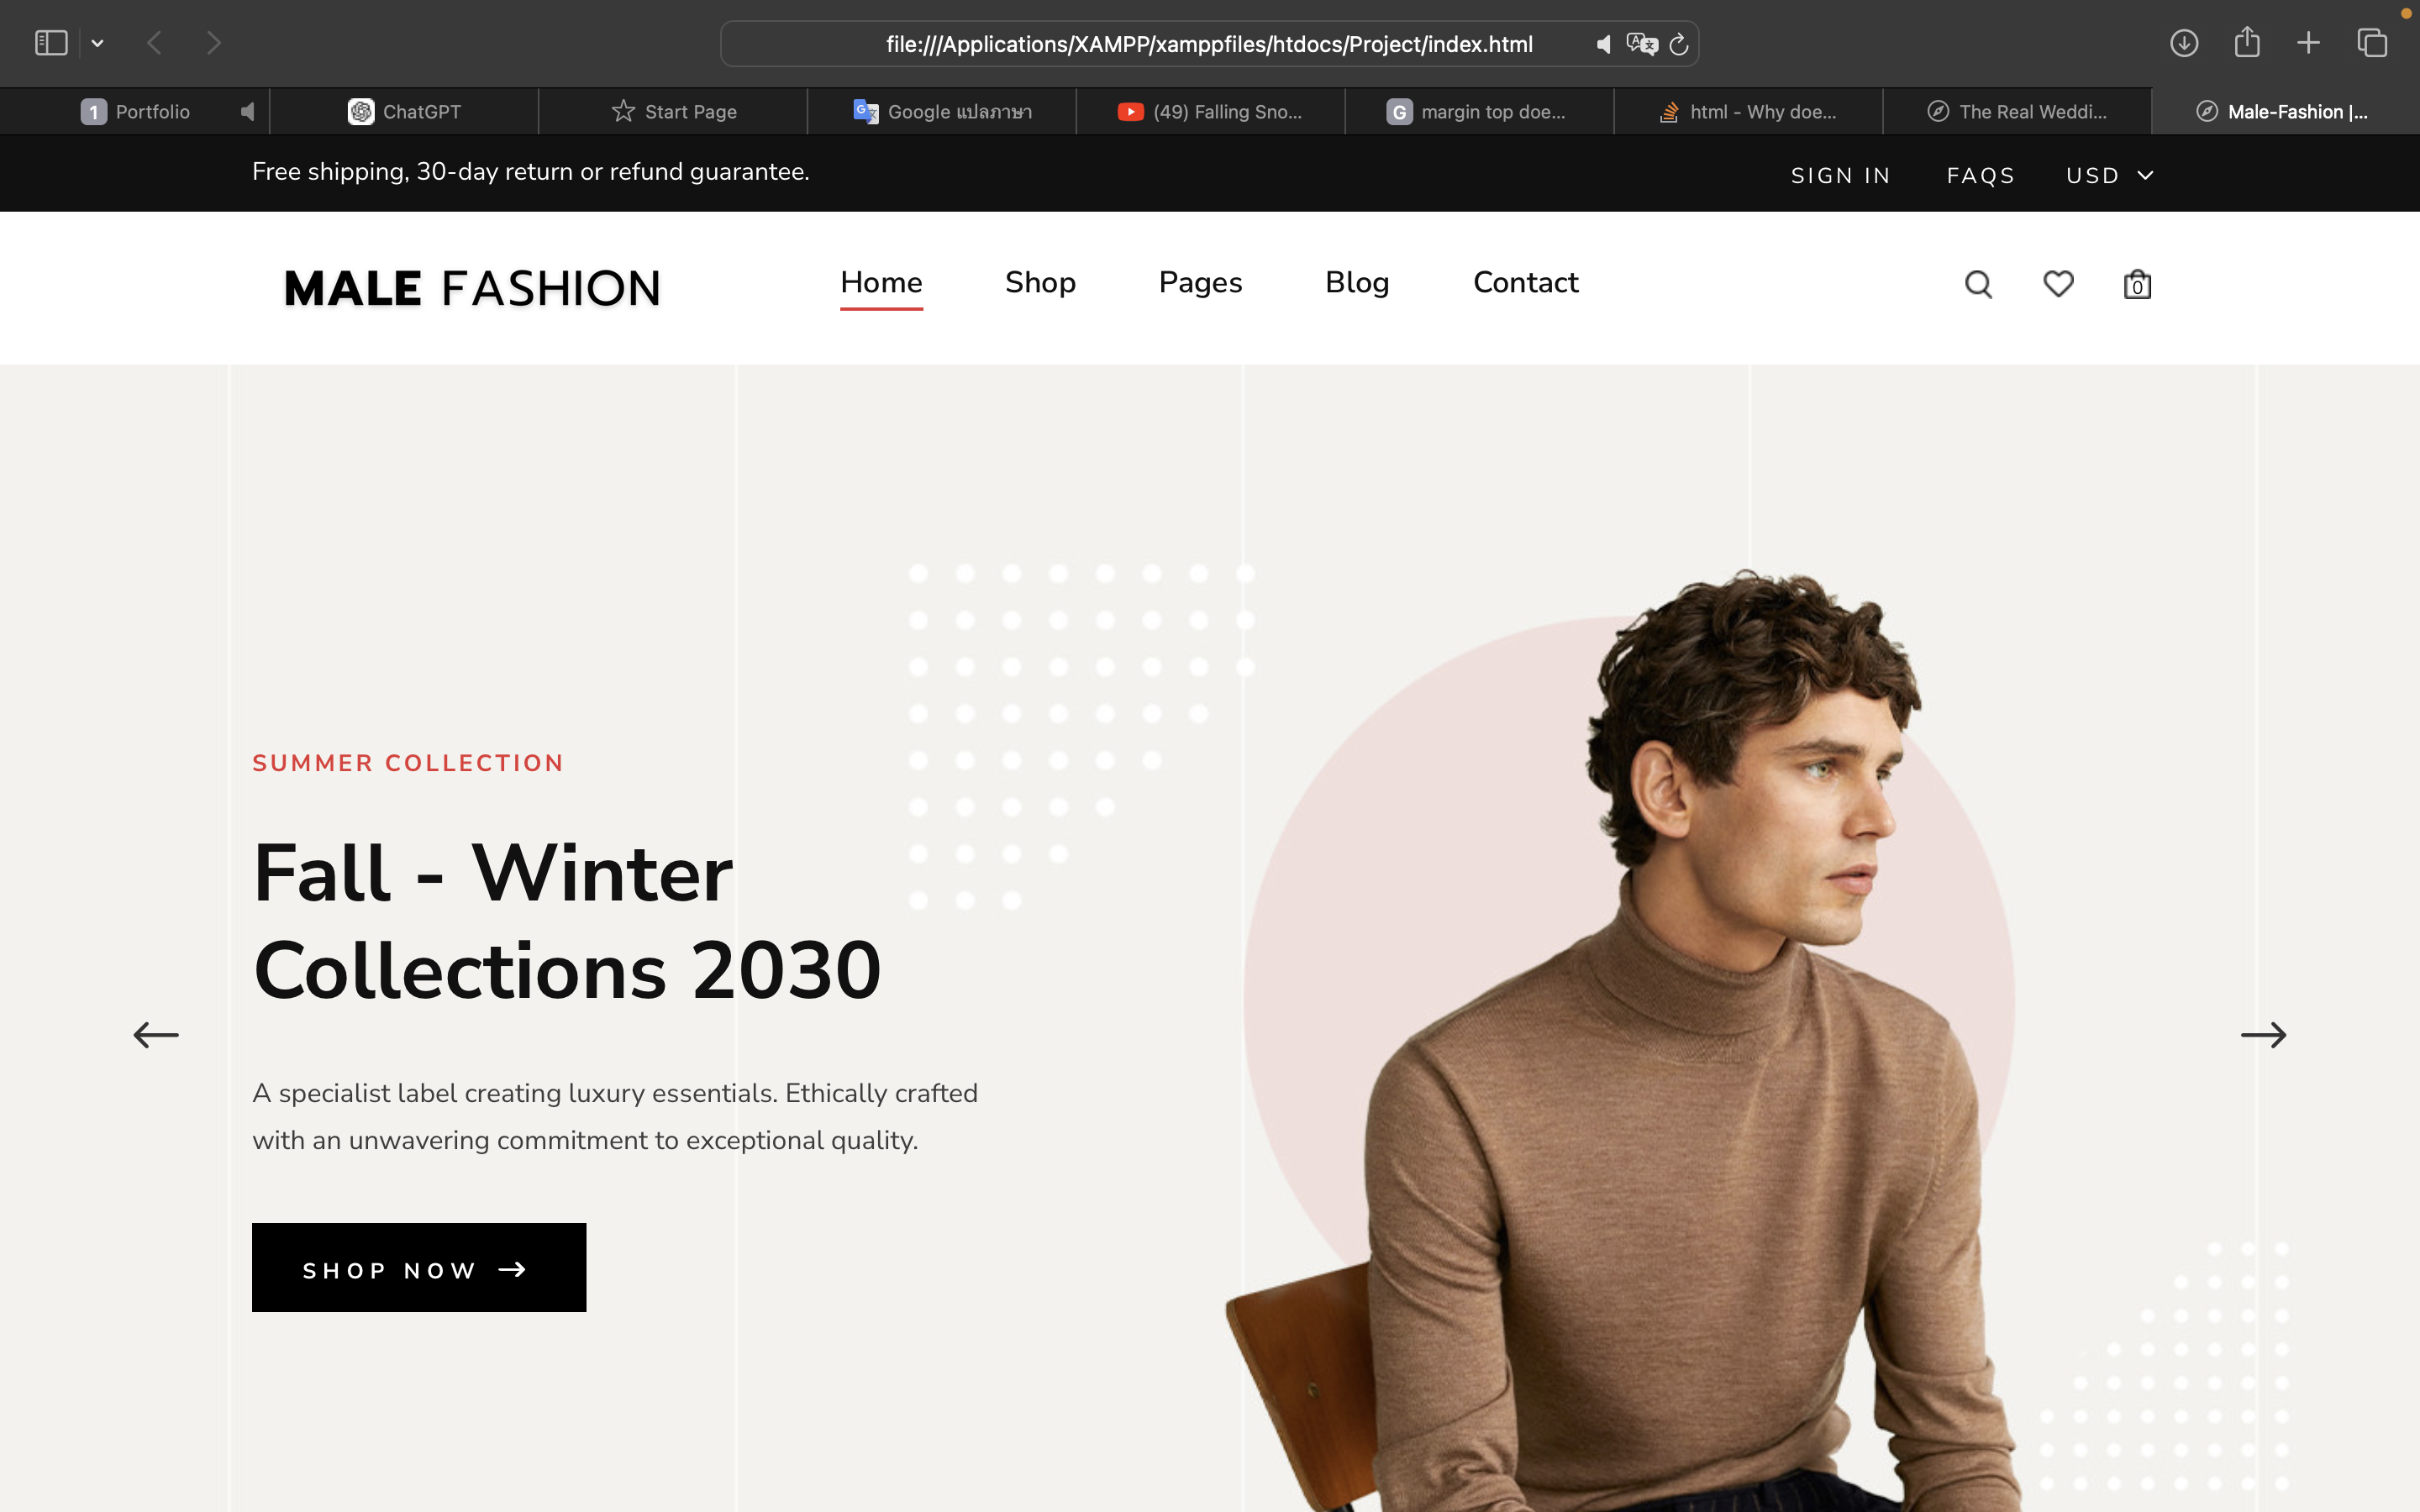 file:///Applications/XAMPP/xamppfiles/htdocs/Project/index.html
1 Portfolio
ChatGPT
Start Page
Google แปลภาษา
(49) Falling Sno...
G margin top doe...
html - Why doe...
The Real Weddi...
Male-Fashion |...
Free shipping, 30-day return or refund guarantee.
SIGN IN FAQS USD
MALE FASHION
Home Shop Pages Blog Contact
0
SUMMER COLLECTION
Fall - Winter
Collections 2030
A specialist label creating luxury essentials. Ethically crafted
with an unwavering commitment to exceptional quality.
SHOP NOW